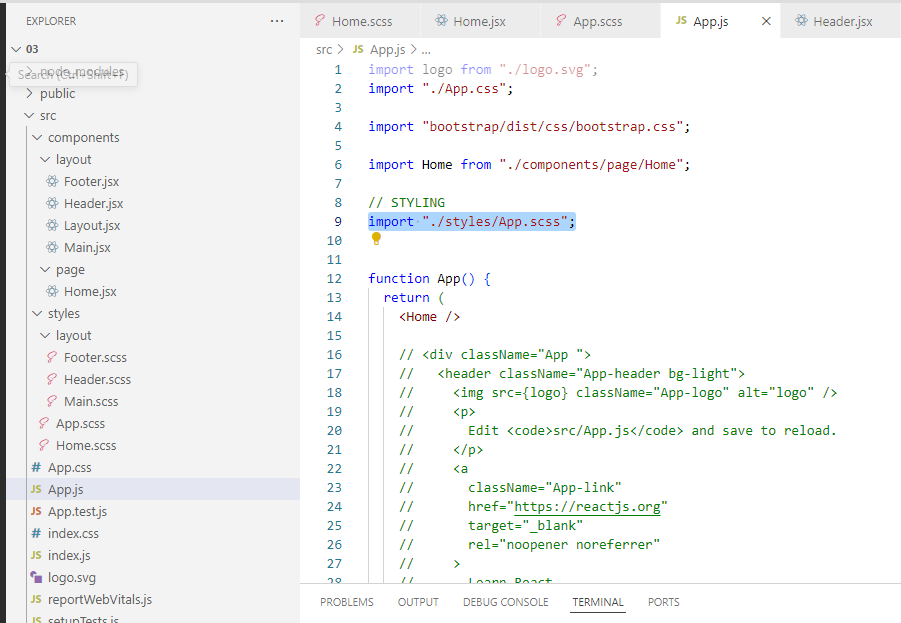 EXPLORER ...
03
node_modules
Search (Ctrl+Shift+F)
public
src
components
layout
Footer.jsx
Header.jsx
Layout.jsx
Main.jsx
page
Home.jsx
styles
layout
Footer.scss
Header.scss
Main.scss
App.scss
Home.scss
# App.css
JS App.js
JS App.test.js
# index.css
JS index.js
logo.svg
JS reportWebVitals.js
JS setupTests.js
Home.scss Home.jsx App.scss JS App.js Header.jsx
src > JS App.js > ...
1 import logo from "./logo.svg";
2 import "./App.css";
3
4 import "bootstrap/dist/css/bootstrap.css";
5
6 import Home from "./components/page/Home";
7
8 // STYLING
9 import "./styles/App.scss";
10
11
12 function App() {
13 return (
14 <Home />
15
16 // <div className="App ">
17 // <header className="App-header bg-light">
18 // <img src={logo} className="App-logo" alt="logo" />
19 // <p>
20 // Edit <code>src/App.js</code> and save to reload.
21 // </p>
22 // <a
23 // className="App-link"
24 // href="https://reactjs.org"
25 // target="_blank"
26 // rel="noopener noreferrer"
27 // >
28 // Learn React
PROBLEMS OUTPUT DEBUG CONSOLE TERMINAL PORTS